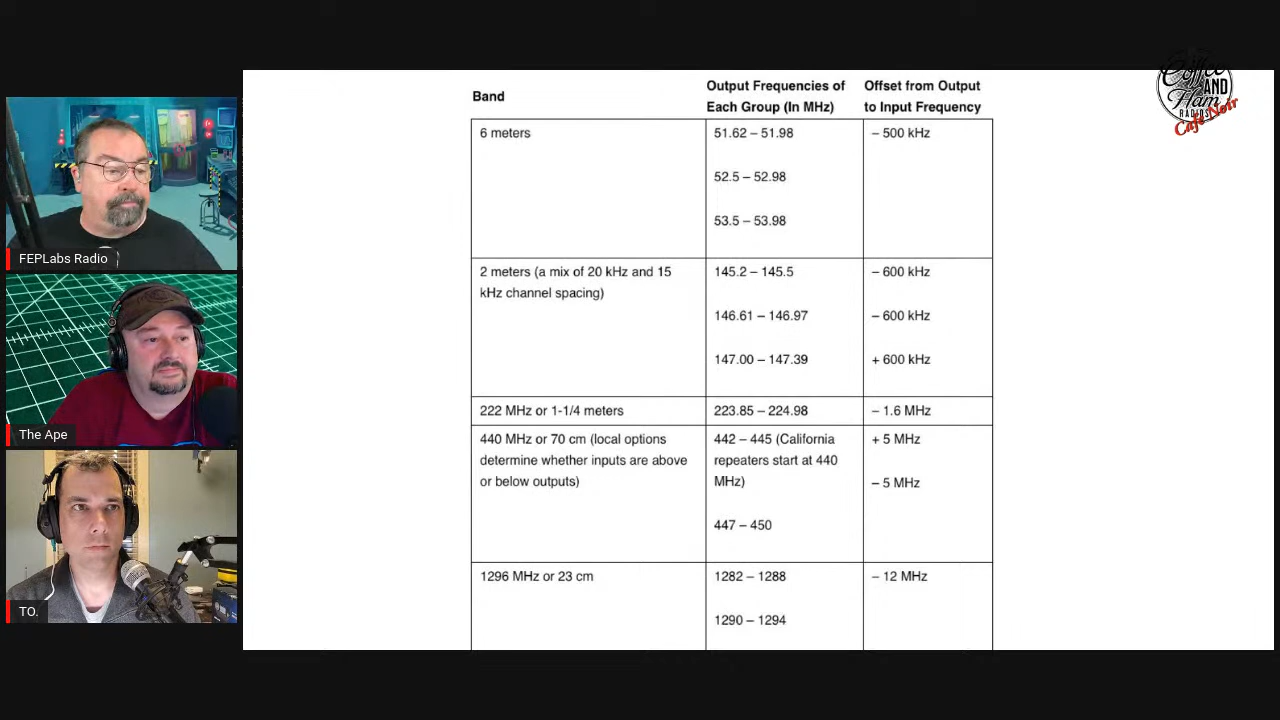 Coffee
AND
Ham
RADIOS
Café Noir
FEPLabs Radio
The Ape
TO.
Band
Output Frequencies of
Each Group (In MHz)
Offset from Output
to Input Frequency
6 meters
51.62 – 51.98
– 500 kHz
52.5 – 52.98
53.5 – 53.98
2 meters (a mix of 20 kHz and 15
kHz channel spacing)
145.2 – 145.5
– 600 kHz
146.61 – 146.97
– 600 kHz
147.00 – 147.39
+ 600 kHz
222 MHz or 1-1/4 meters
223.85 – 224.98
– 1.6 MHz
440 MHz or 70 cm (local options
determine whether inputs are above
or below outputs)
442 – 445 (California
repeaters start at 440
MHz)
+ 5 MHz
– 5 MHz
447 – 450
1296 MHz or 23 cm
1282 – 1288
– 12 MHz
1290 – 1294